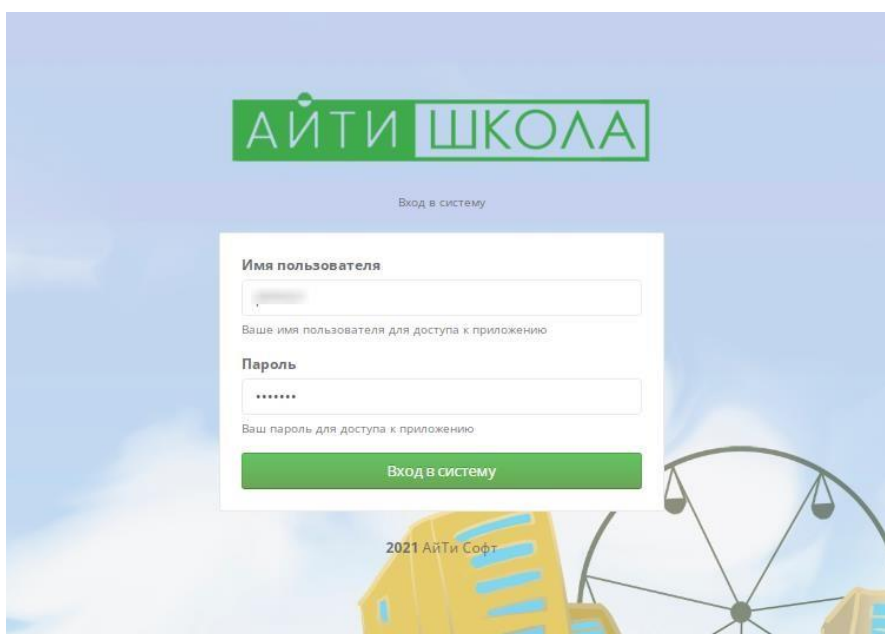 АЙТИ ШКОЛА
Вход в систему
Имя пользователя
Ваше имя пользователя для доступа к приложению
Пароль
•••••••
Ваш пароль для доступа к приложению
Вход в систему
2021 АйТи Софт